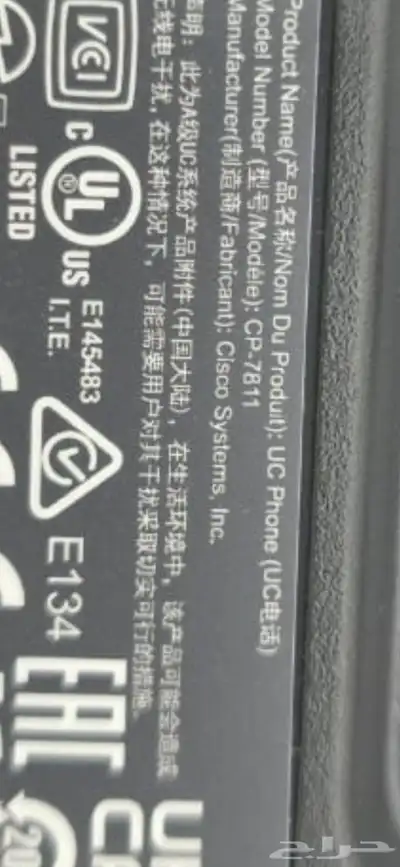 Product Name(产品名称/Nom Du Produit): UC Phone (UC电话)
Model Number (型号/Modèle): CP-7811
Manufacturer(制造商/Fabricant): Cisco Systems, Inc.
声明：此为A级UC系统产品附件(中国大陆)，在生活环境中，该产品可能会造成
无线电干扰，在这种情况下，可能需要用户对其干扰采取切实可行的措施。
VCI
C UL US
®
LISTED
I.T.E.
E145483
E134
EAC
UK
CA
20
حراج